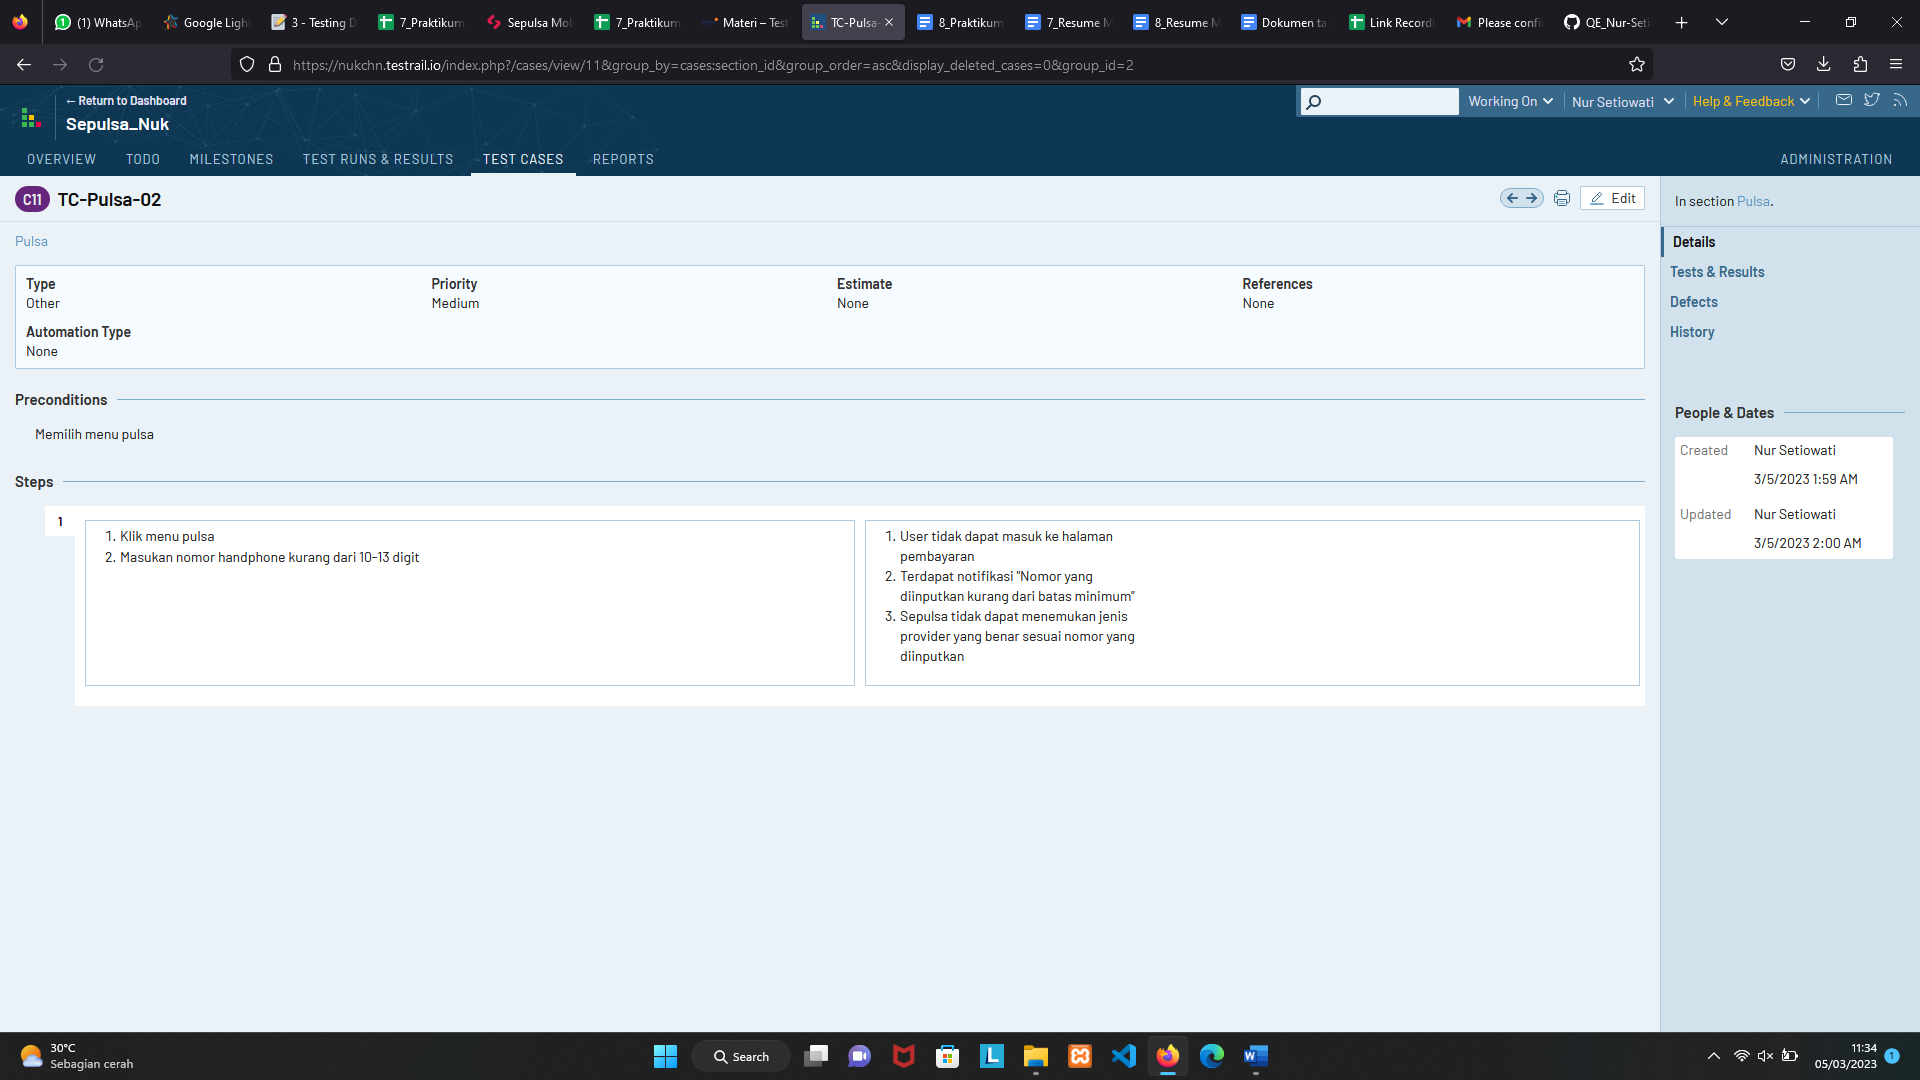 (1) WhatsAp
Google Ligh
3 - Testing D
7_Praktikum
Sepulsa Mo
7_Praktikum
Materi – Test
TC-Pulsa-
8_Praktikum
7_Resume M
8_Resume M
Dokumen ta
Link Recordi
Please confi
QE_Nur-Seti
https://nukchn.testrail.io/index.php?/cases/view/11&group_by=cases:section_id&group_order=asc&display_deleted_cases=0&group_id=2
← Return to Dashboard
Sepulsa_Nuk
Working On
Nur Setiowati
Help & Feedback
OVERVIEW TODO MILESTONES TEST RUNS & RESULTS TEST CASES REPORTS ADMINISTRATION
C11 TC-Pulsa-02
Edit
In section Pulsa.
Pulsa
Type
Other
Priority
Medium
Estimate
None
References
None
Automation Type
None
Details
Tests & Results
Defects
History
Preconditions
Memilih menu pulsa
People & Dates
Created Nur Setiowati
3/5/2023 1:59 AM
Updated Nur Setiowati
3/5/2023 2:00 AM
Steps
1
1. Klik menu pulsa
2. Masukan nomor handphone kurang dari 10-13 digit
1. User tidak dapat masuk ke halaman
pembayaran
2. Terdapat notifikasi "Nomor yang
diinputkan kurang dari batas minimum"
3. Sepulsa tidak dapat menemukan jenis
provider yang benar sesuai nomor yang
diinputkan
30°C
Sebagian cerah
Search
11:34
05/03/2023
1